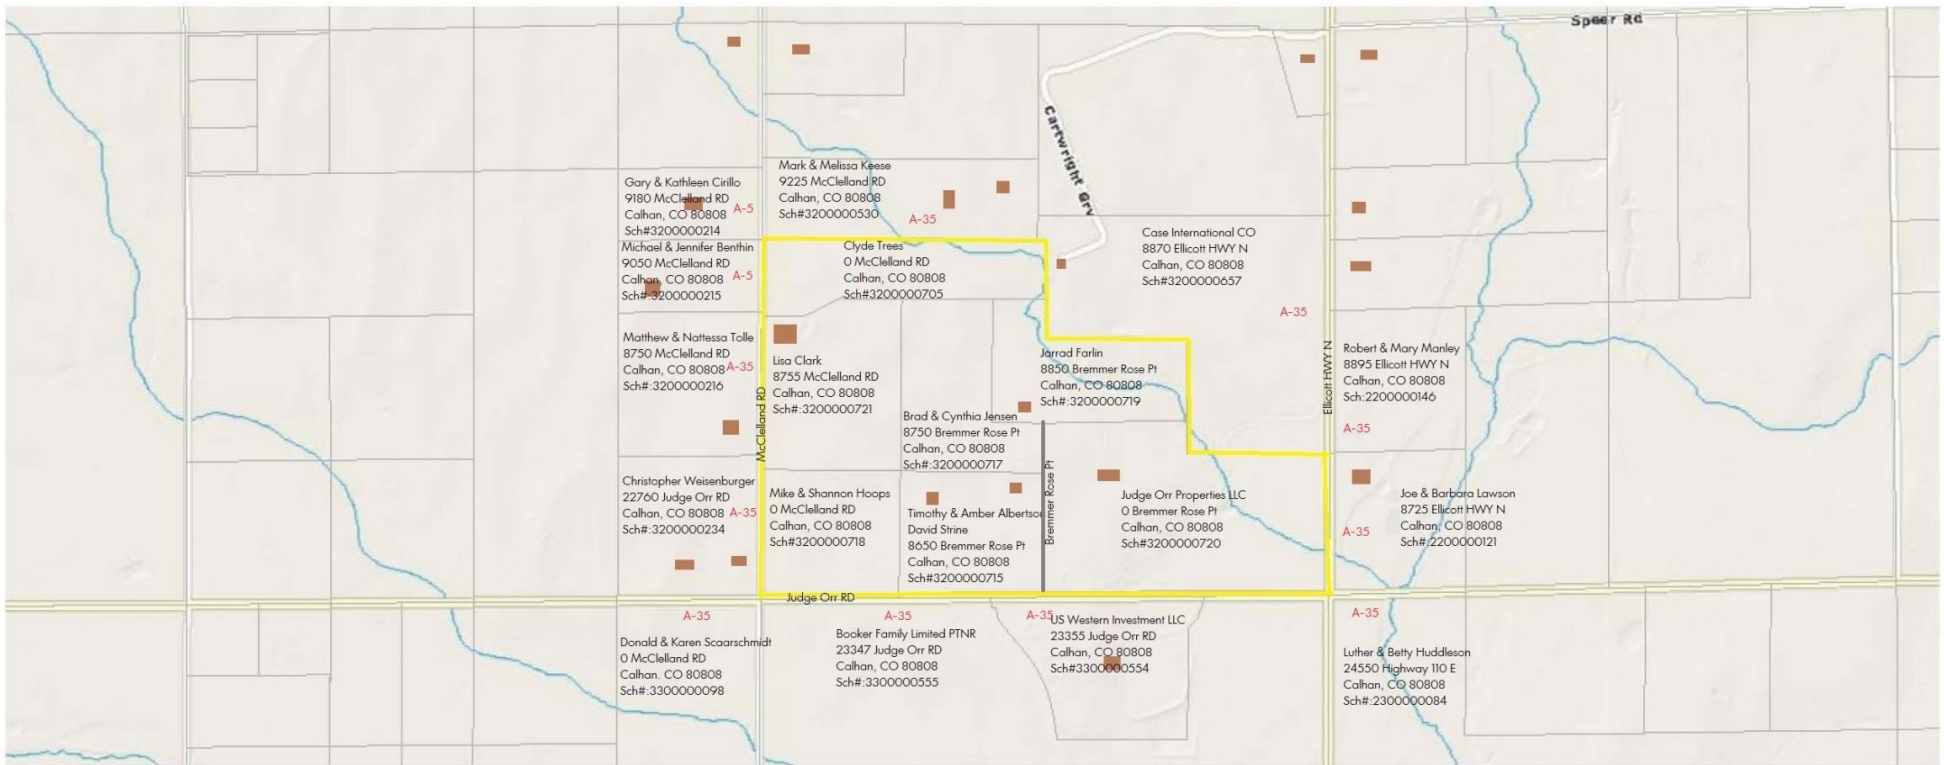 Speer Rd
Cartwright Grv
Gary & Kathleen Cirillo
9180 McClelland RD
Calhan, CO 80808
Sch#3200000214
A-5
Mark & Melissa Keese
9225 McClelland RD
Calhan, CO 80808
Sch#3200000530
A-35
Michael & Jennifer Benthin
9050 McClelland RD
Calhan, CO 80808
Sch#:3200000215
A-5
Clyde Trees
0 McClelland RD
Calhan, CO 80808
Sch#3200000705
Case International CO
8870 Ellicott HWY N
Calhan, CO 80808
Sch#3200000657
A-35
Matthew & Nattessa Tolle
8750 McClelland RD
Calhan, CO 80808
Sch#:3200000216
A-35
McClelland RD
Lisa Clark
8755 McClelland RD
Calhan, CO 80808
Sch#:3200000721
Jarrad Farlin
8850 Bremmer Rose Pt
Calhan, CO 80808
Sch#:3200000719
Ellicott HWY N
Robert & Mary Manley
8895 Ellicott HWY N
Calhan, CO 80808
Sch:2200000146
A-35
Brad & Cynthia Jensen
8750 Bremmer Rose Pt
Calhan, CO 80808
Sch#:3200000717
Christopher Weisenburger
22760 Judge Orr RD
Calhan, CO 80808
Sch#:3200000234
A-35
Mike & Shannon Hoops
0 McClelland RD
Calhan, CO 80808
Sch#3200000718
Timothy & Amber Albertson
David Strine
8650 Bremmer Rose Pt
Calhan, CO 80808
Sch#3200000715
Bremmer Rose Pt
Judge Orr Properties LLC
0 Bremmer Rose Pt
Calhan, CO 80808
Sch#3200000720
A-35
Joe & Barbara Lawson
8725 Ellicott HWY N
Calhan, CO 80808
Sch#:2200000121
Judge Orr RD
A-35
Donald & Karen Scaarschmidt
0 McClelland RD
Calhan. CO 80808
Sch#:3300000098
A-35
Booker Family Limited PTNR
23347 Judge Orr RD
Calhan, CO 80808
Sch#:3300000555
A-35
US Western Investment LLC
23355 Judge Orr RD
Calhan, CO 80808
Sch#3300000554
A-35
Luther & Betty Huddleson
24550 Highway 110 E
Calhan, CO 80808
Sch#:2300000084